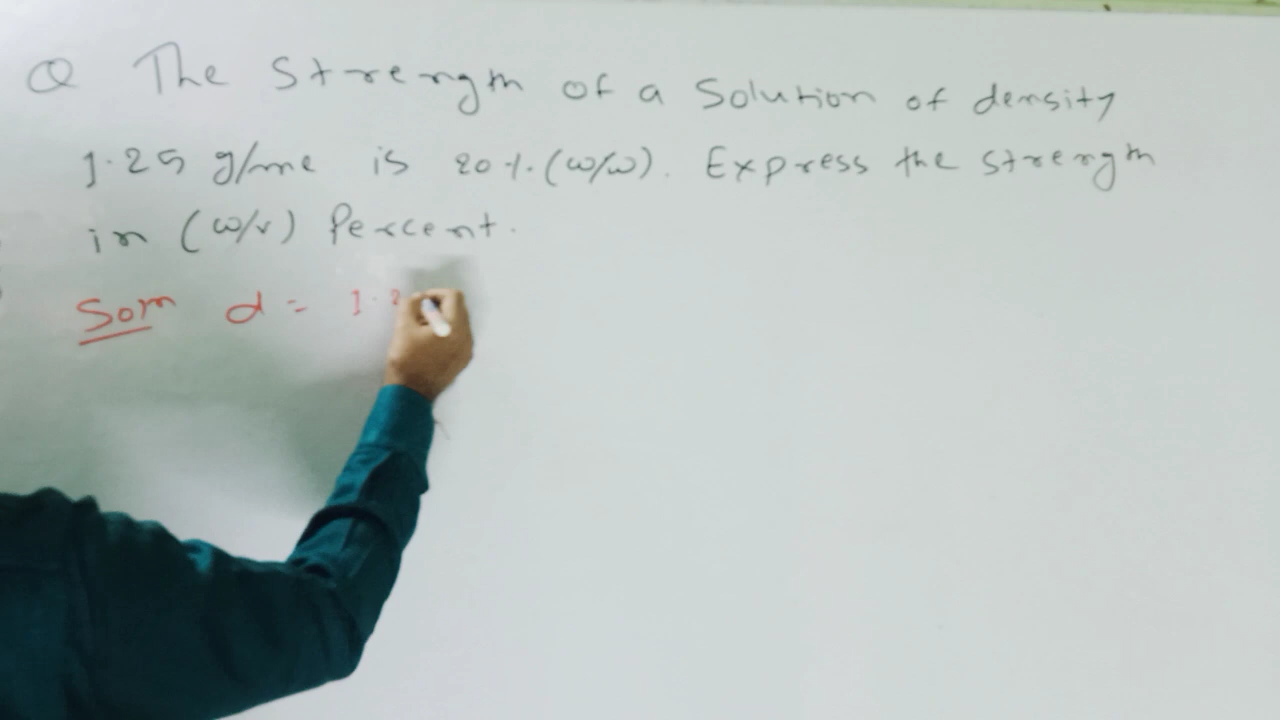 Q The Strength of a Solution of density
1.25 g/ml is 20%. (w/w). Express the strength
in (w/v) Percent.
Soln d = 1.2